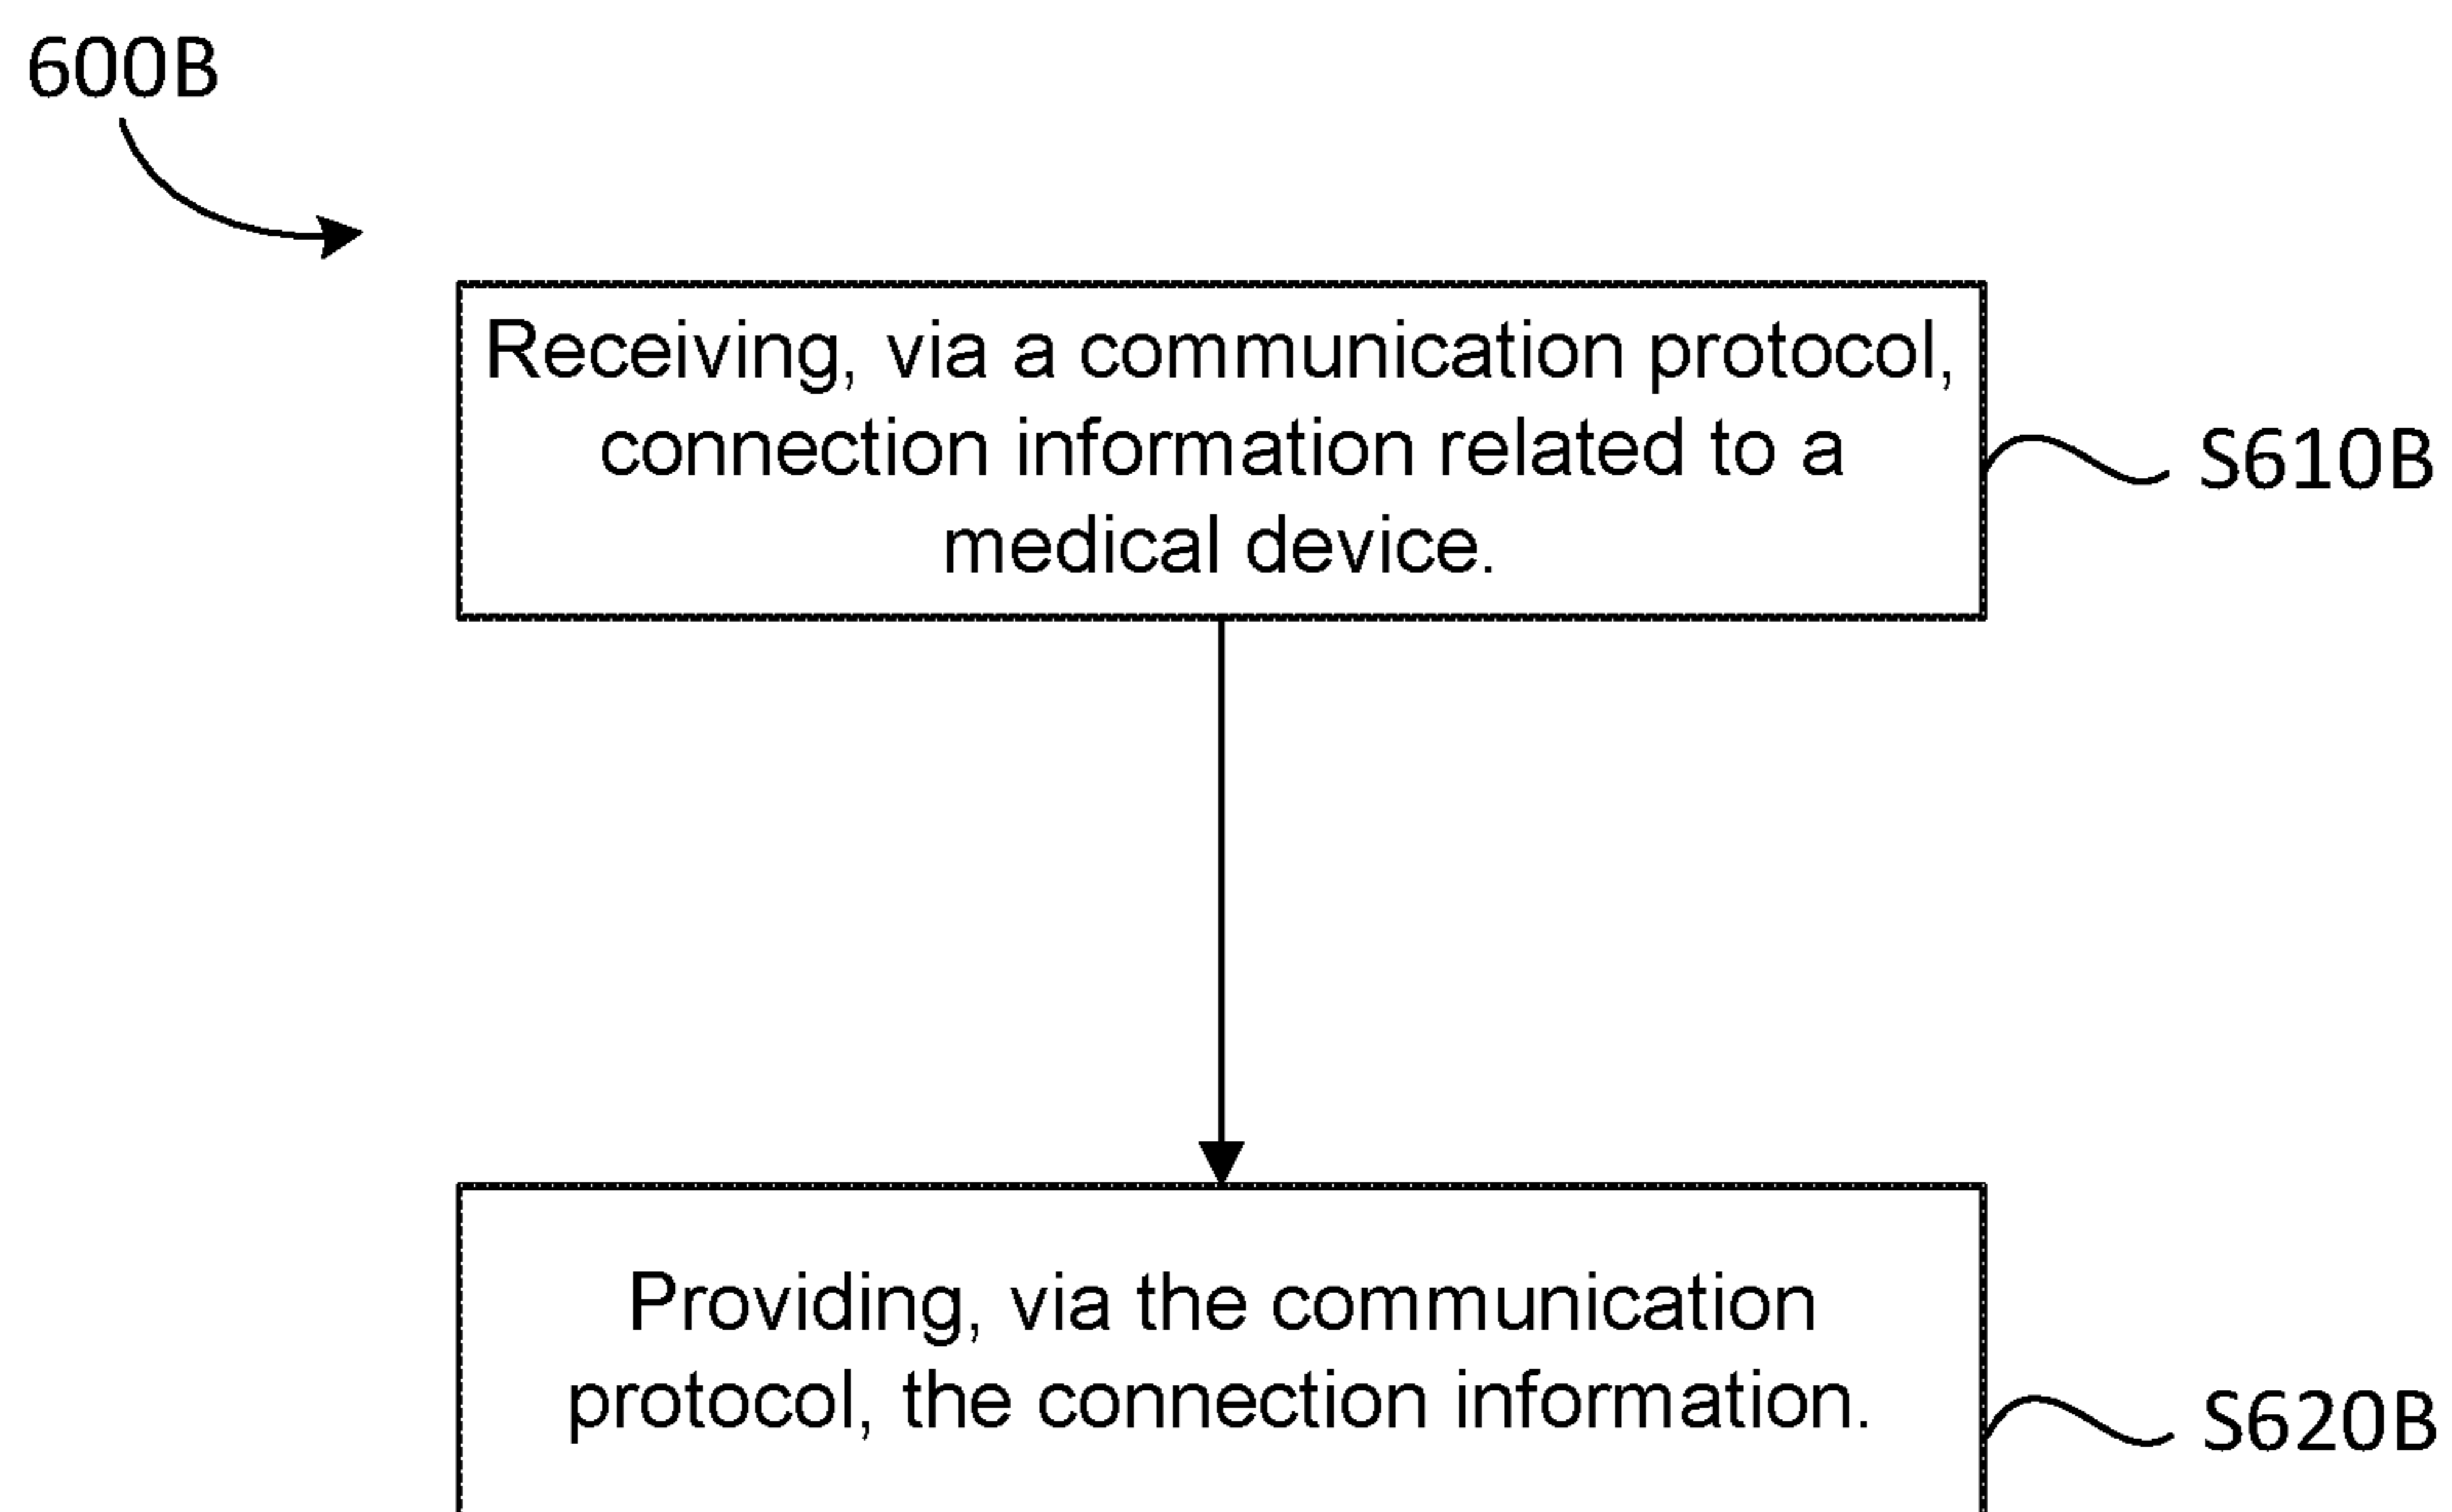 600B
Receiving, via a communication protocol,
connection information related to a
medical device.
S610B
Providing, via the communication
protocol, the connection information.
S620B